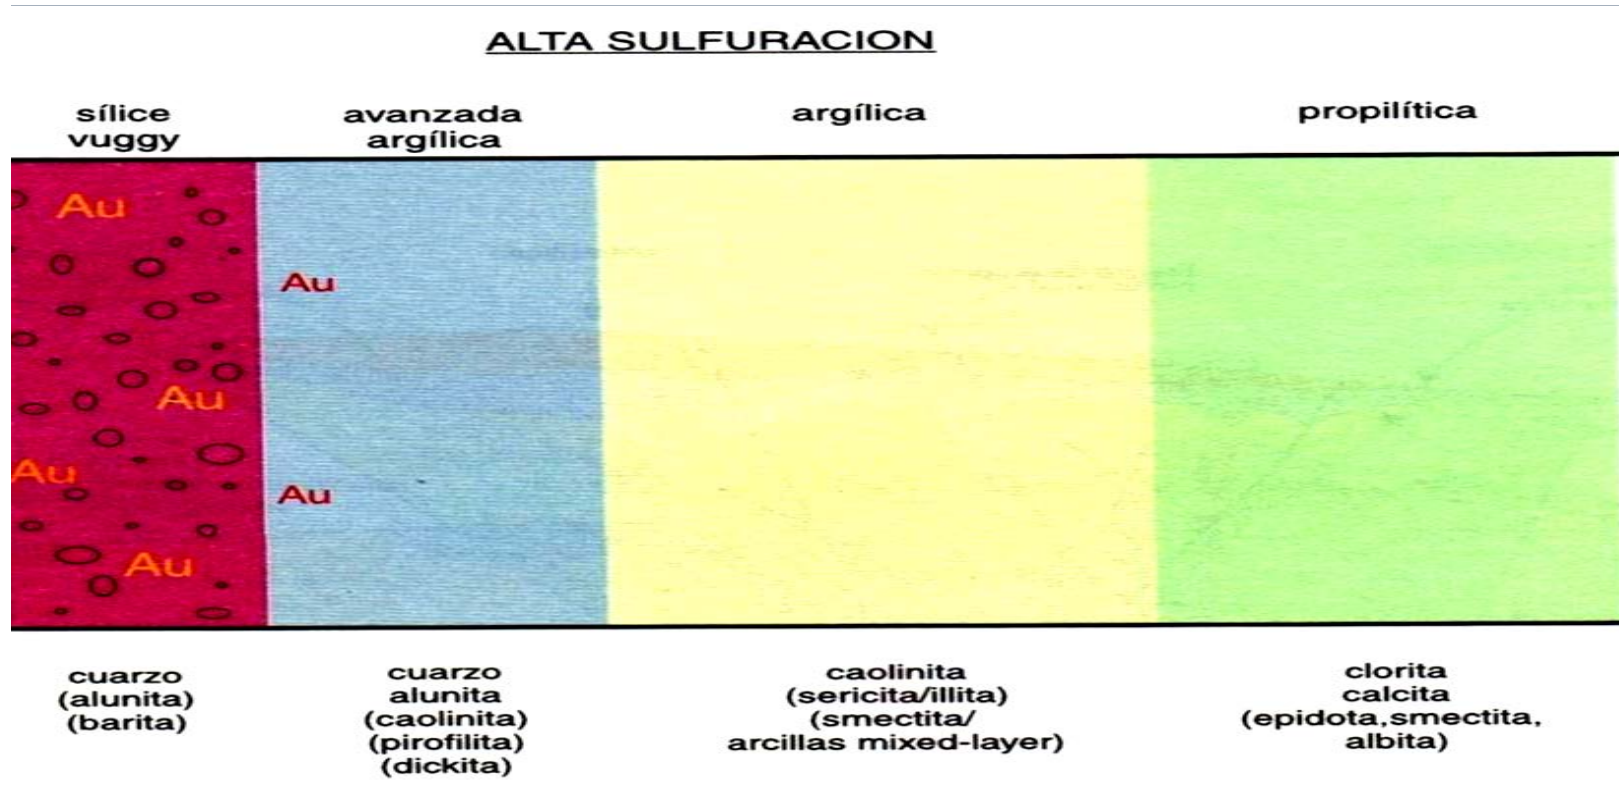 ALTA SULFURACION
sílice
vuggy
avanzada
argílica
argílica
propilítica
Au
Au
Au
Au
Au
Au
cuarzo
(alunita)
(barita)
cuarzo
alunita
(caolinita)
(pirofilita)
(dickita)
caolinita
(sericita/illita)
(smectita/
arcillas mixed-layer)
clorita
calcita
(epidota,smectita,
albita)